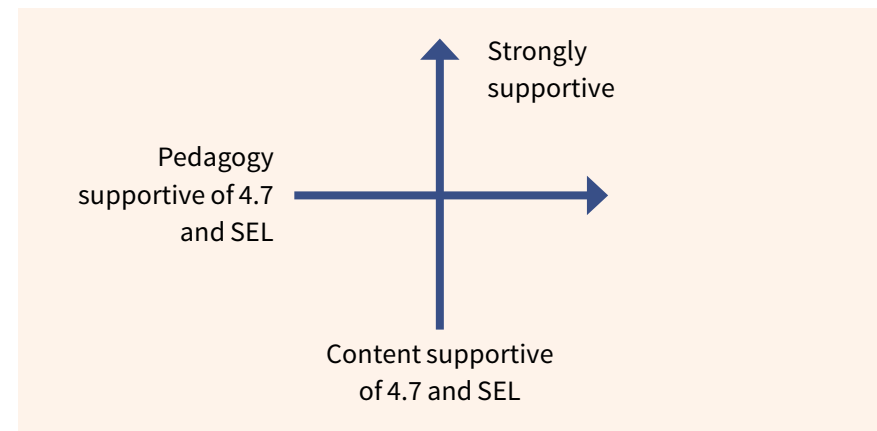 Strongly
supportive
Pedagogy
supportive of 4.7
and SEL
Content supportive
of 4.7 and SEL